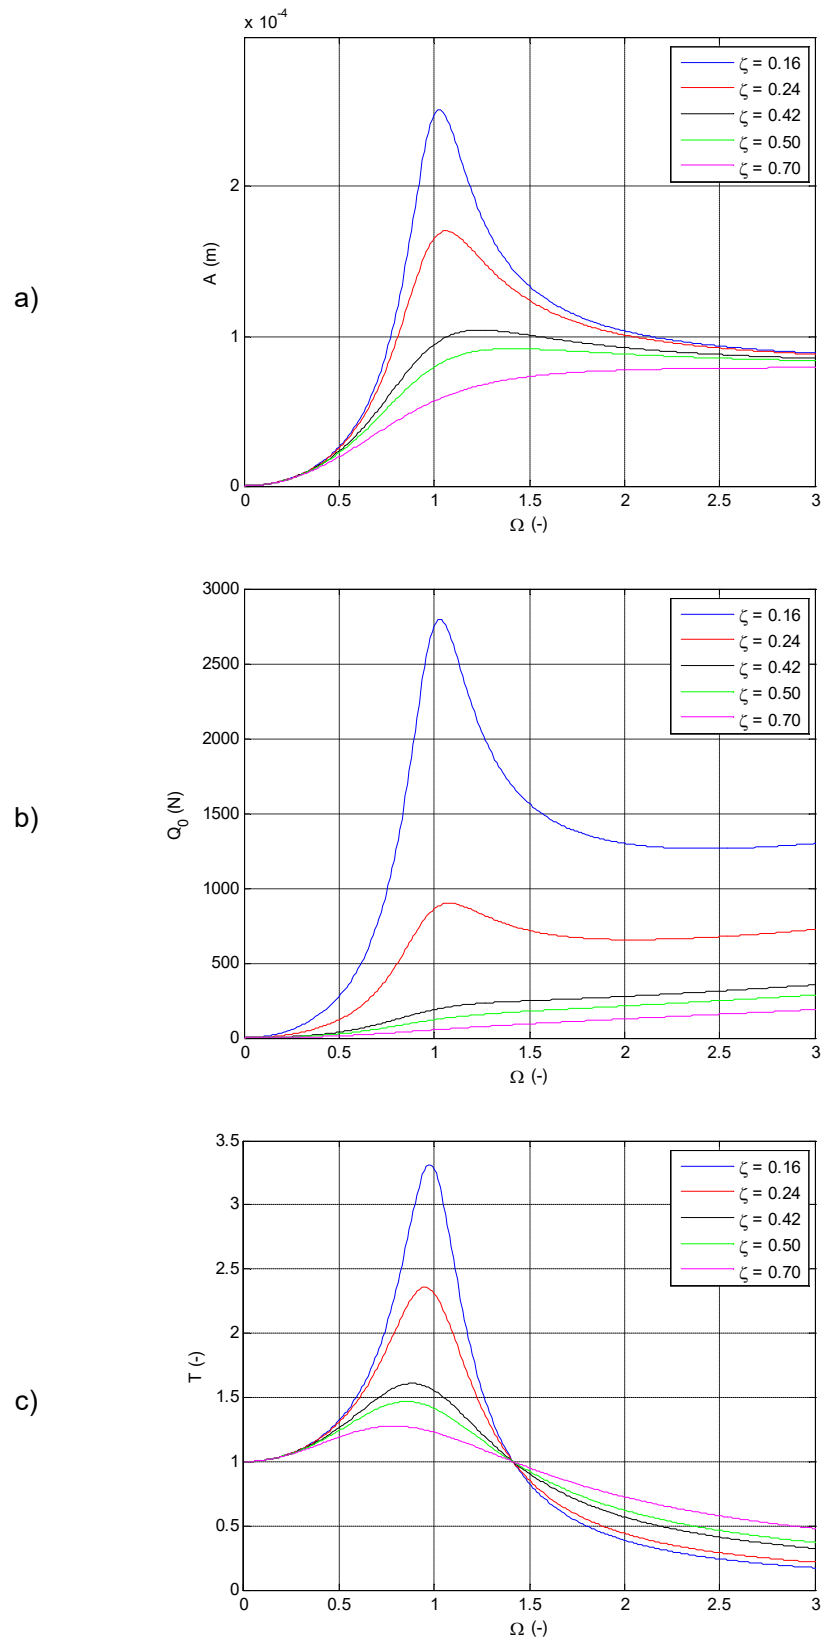 a)
x 10⁻⁴
A (m)
2
1
0
0 0.5 1 1.5 2 2.5 3
Ω (-)
ζ = 0.16
ζ = 0.24
ζ = 0.42
ζ = 0.50
ζ = 0.70
b)
Q₀ (N)
3000
2500
2000
1500
1000
500
0
0 0.5 1 1.5 2 2.5 3
Ω (-)
ζ = 0.16
ζ = 0.24
ζ = 0.42
ζ = 0.50
ζ = 0.70
c)
T (-)
3.5
3
2.5
2
1.5
1
0.5
0
0 0.5 1 1.5 2 2.5 3
Ω (-)
ζ = 0.16
ζ = 0.24
ζ = 0.42
ζ = 0.50
ζ = 0.70